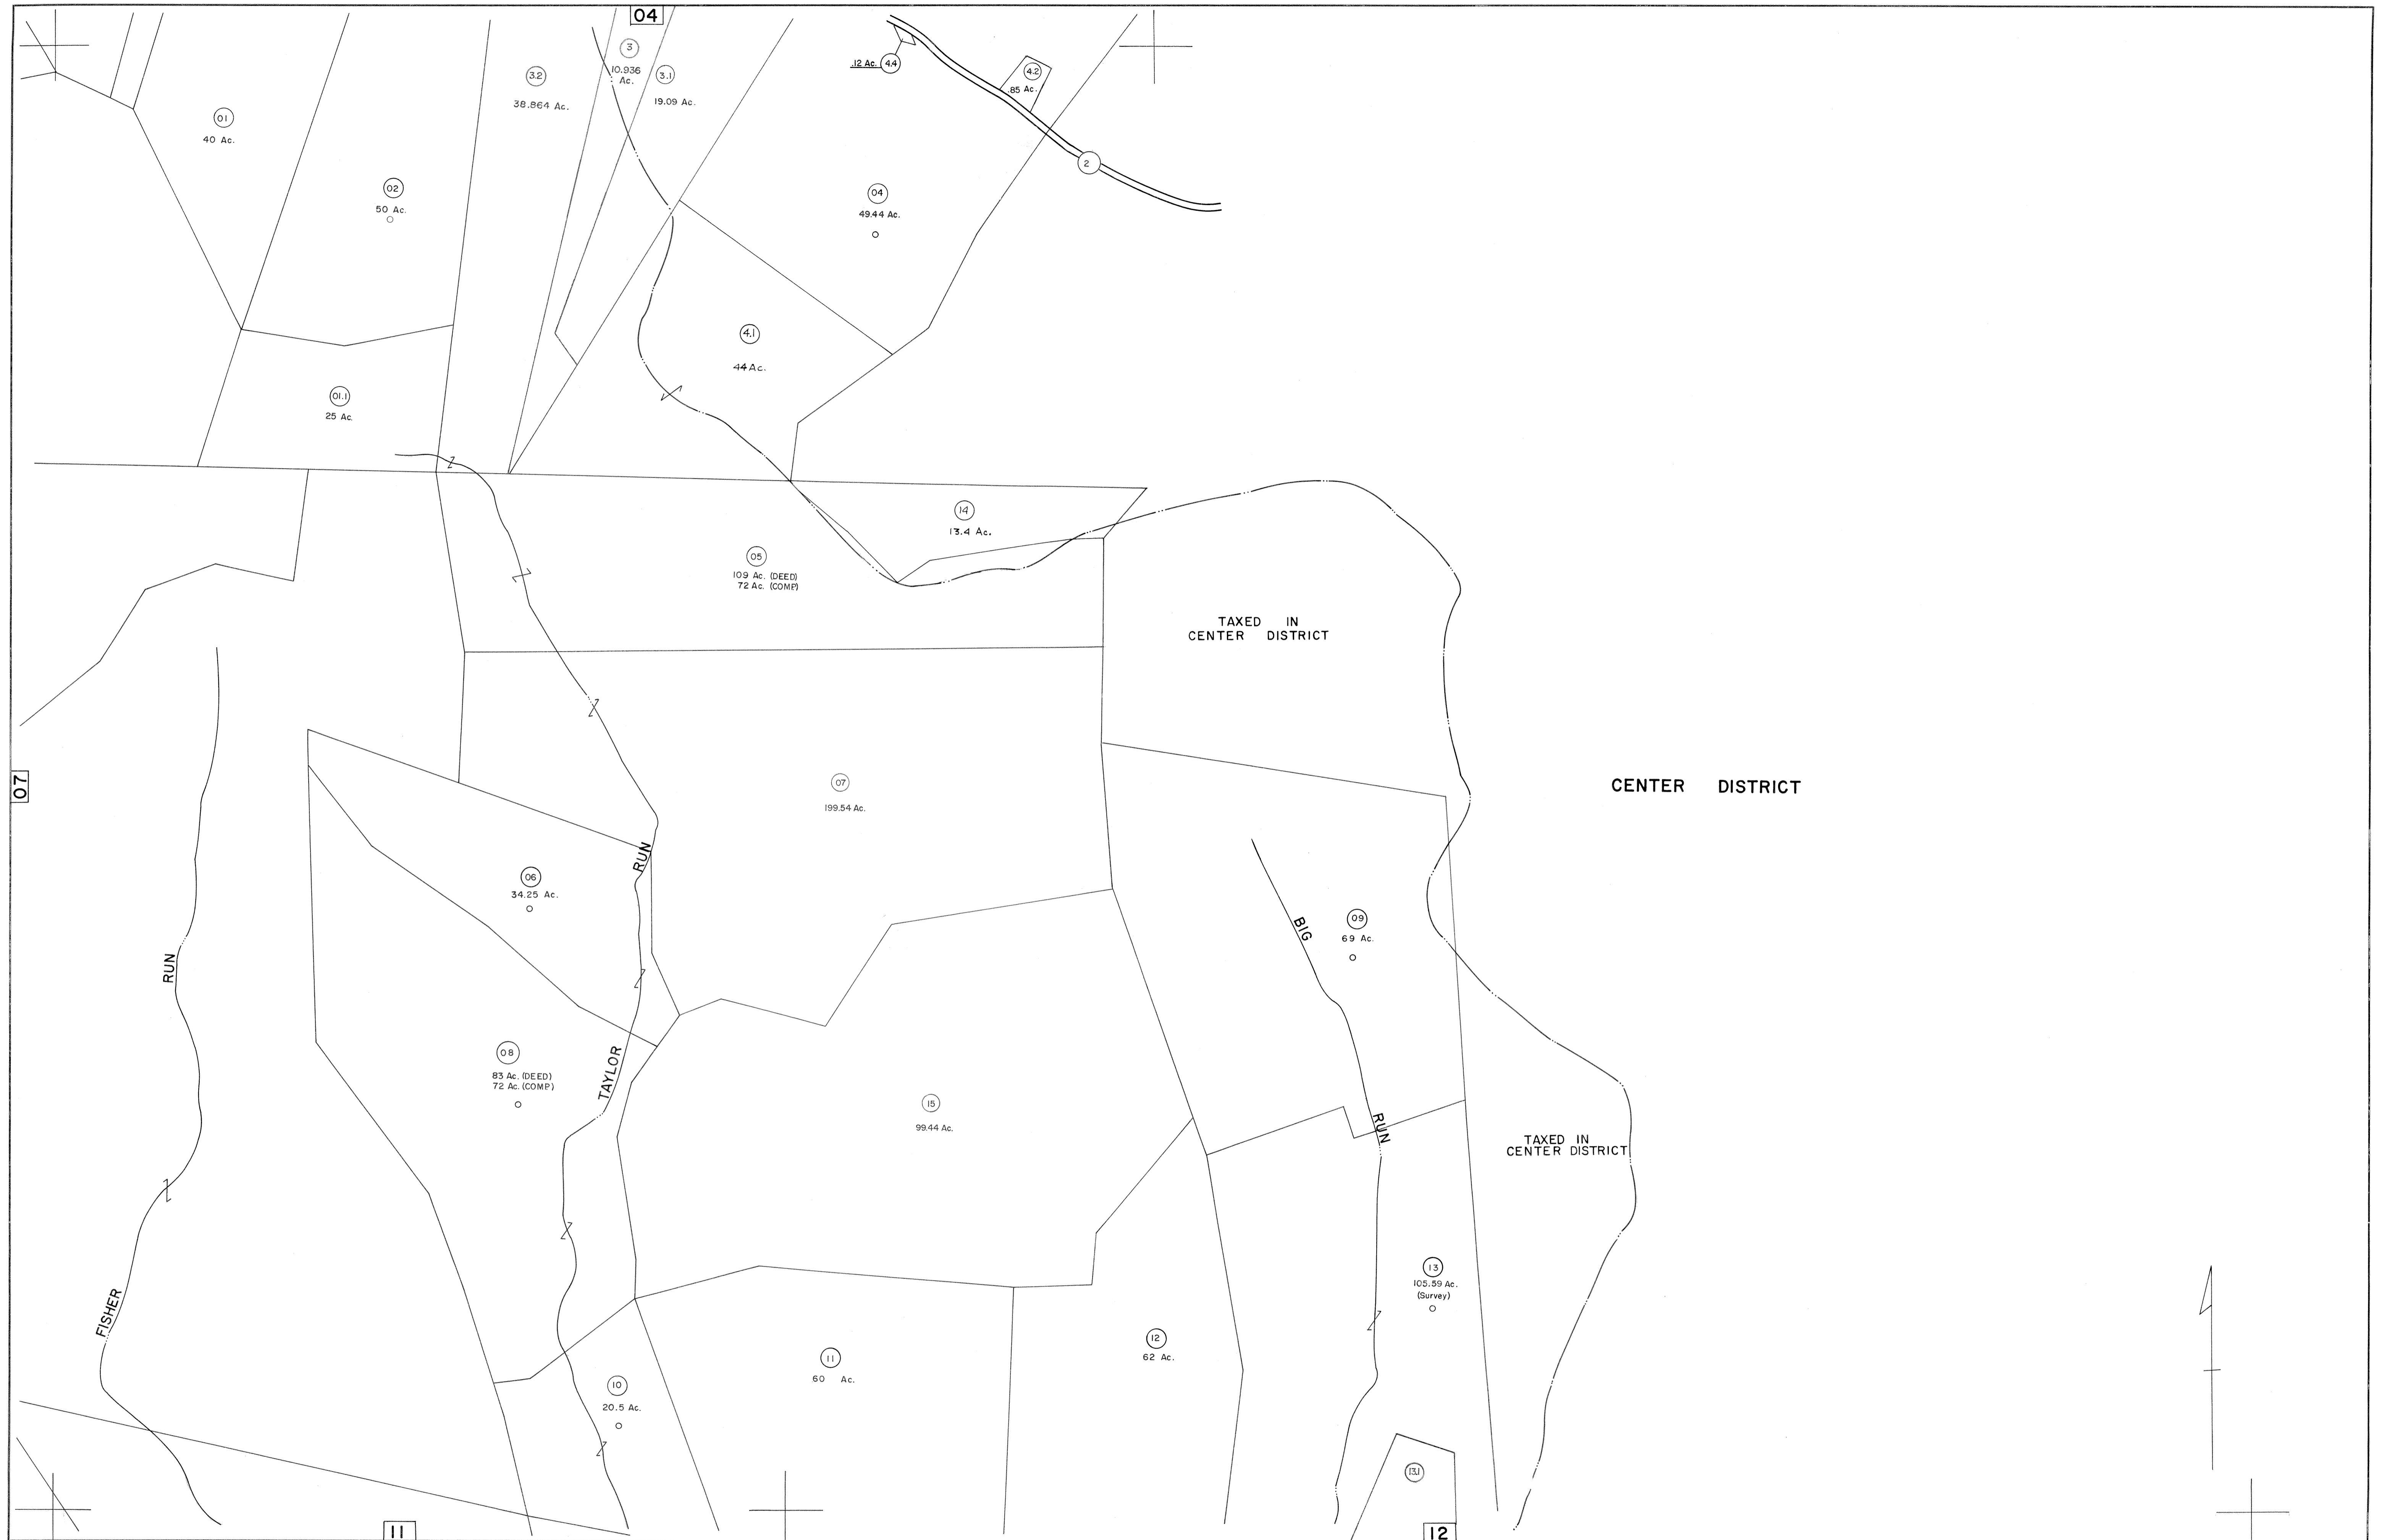 04
3
10.936
Ac.
3.2
38.864 Ac.
3.1
19.09 Ac.
.12 Ac. 4.4
4.2
.85 Ac.
01
40 Ac.
2
02
50 Ac.
04
49.44 Ac.
4.1
44 Ac.
01.1
25 Ac.
14
13.4 Ac.
05
109 Ac. (DEED)
72 Ac. (COMP)
TAXED IN
CENTER DISTRICT
07
07
199.54 Ac.
CENTER DISTRICT
06
34.25 Ac.
TAYLOR RUN
09
69 Ac.
BIG RUN
FISHER RUN
08
83 Ac. (DEED)
72 Ac. (COMP)
15
99.44 Ac.
TAXED IN
CENTER DISTRICT
13
105.59 Ac.
(Survey)
12
62 Ac.
11
60 Ac.
10
20.5 Ac.
13.1
11
12